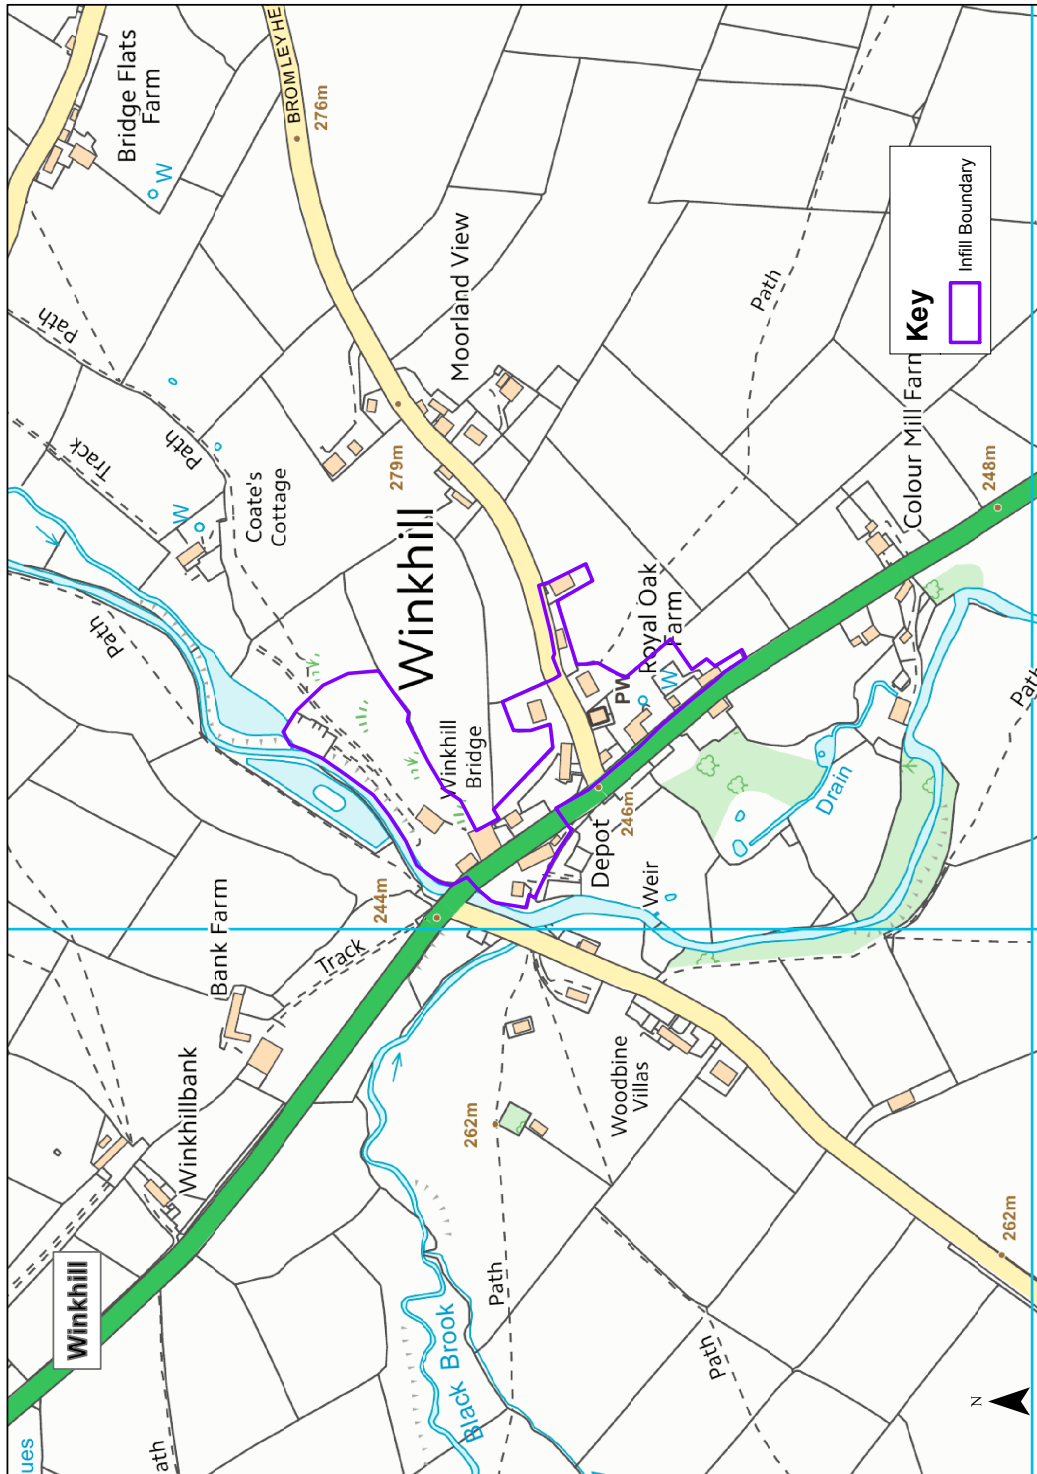 Winkhill
Bridge Flats
Farm
W
BROMLEY HE
276m
Path
Track
Path
W
Coate's
Cottage
279m
Moorland View
Path
Path
Winkhill
Winkhill
Bridge
Royal Oak
Farm
PW
W
246m
Depot
Weir
Drain
Colour Mill Farm
248m
Path
Key
Infill Boundary
244m
Bank Farm
Track
Winkhillbank
262m
Woodbine
Villas
262m
Path
Path
Black Brook
ues
ath
N